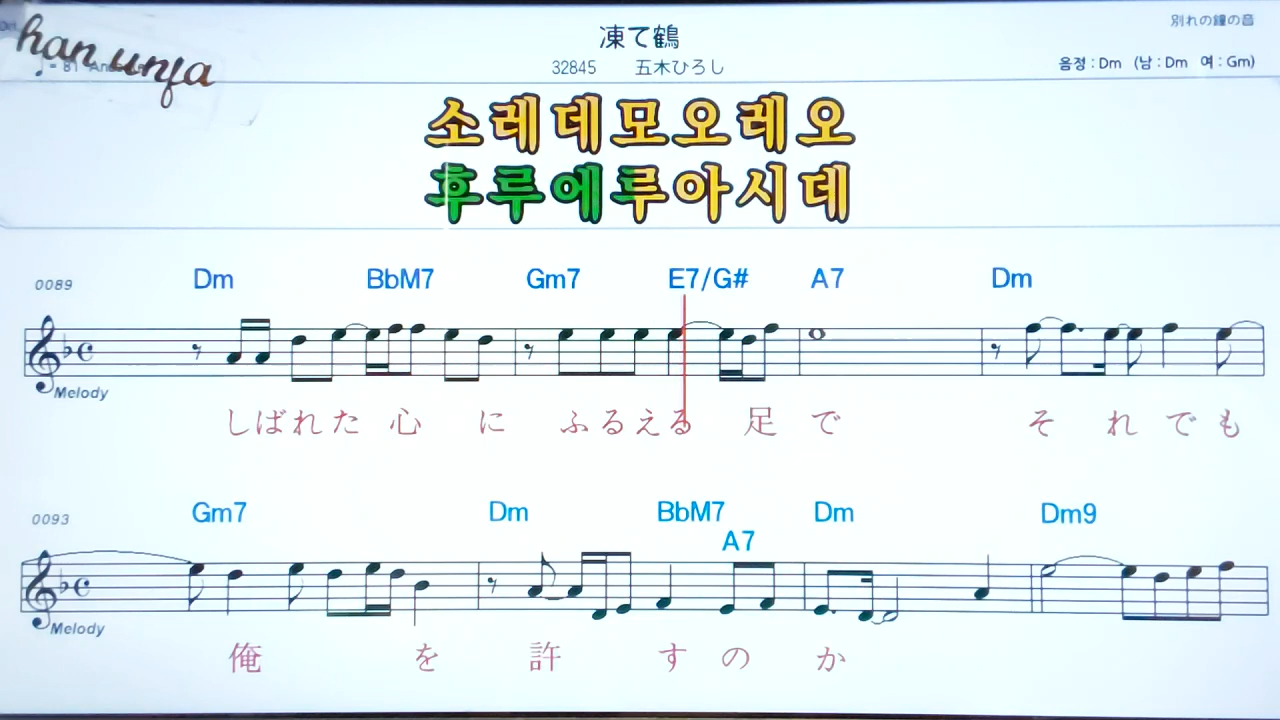 han unja
別れの鐘の音
凍て鶴
32845 五木ひろし
음정 : Dm (남 : Dm 여 : Gm)
♩= 81
소레데모오레오
후루에루아시데
Dm BbM7 Gm7 E7/G# A7 Dm
0089
Melody
しばれた心にふるえる足で それでも
Gm7 Dm BbM7 A7 Dm Dm9
0093
Melody
俺を許すのか